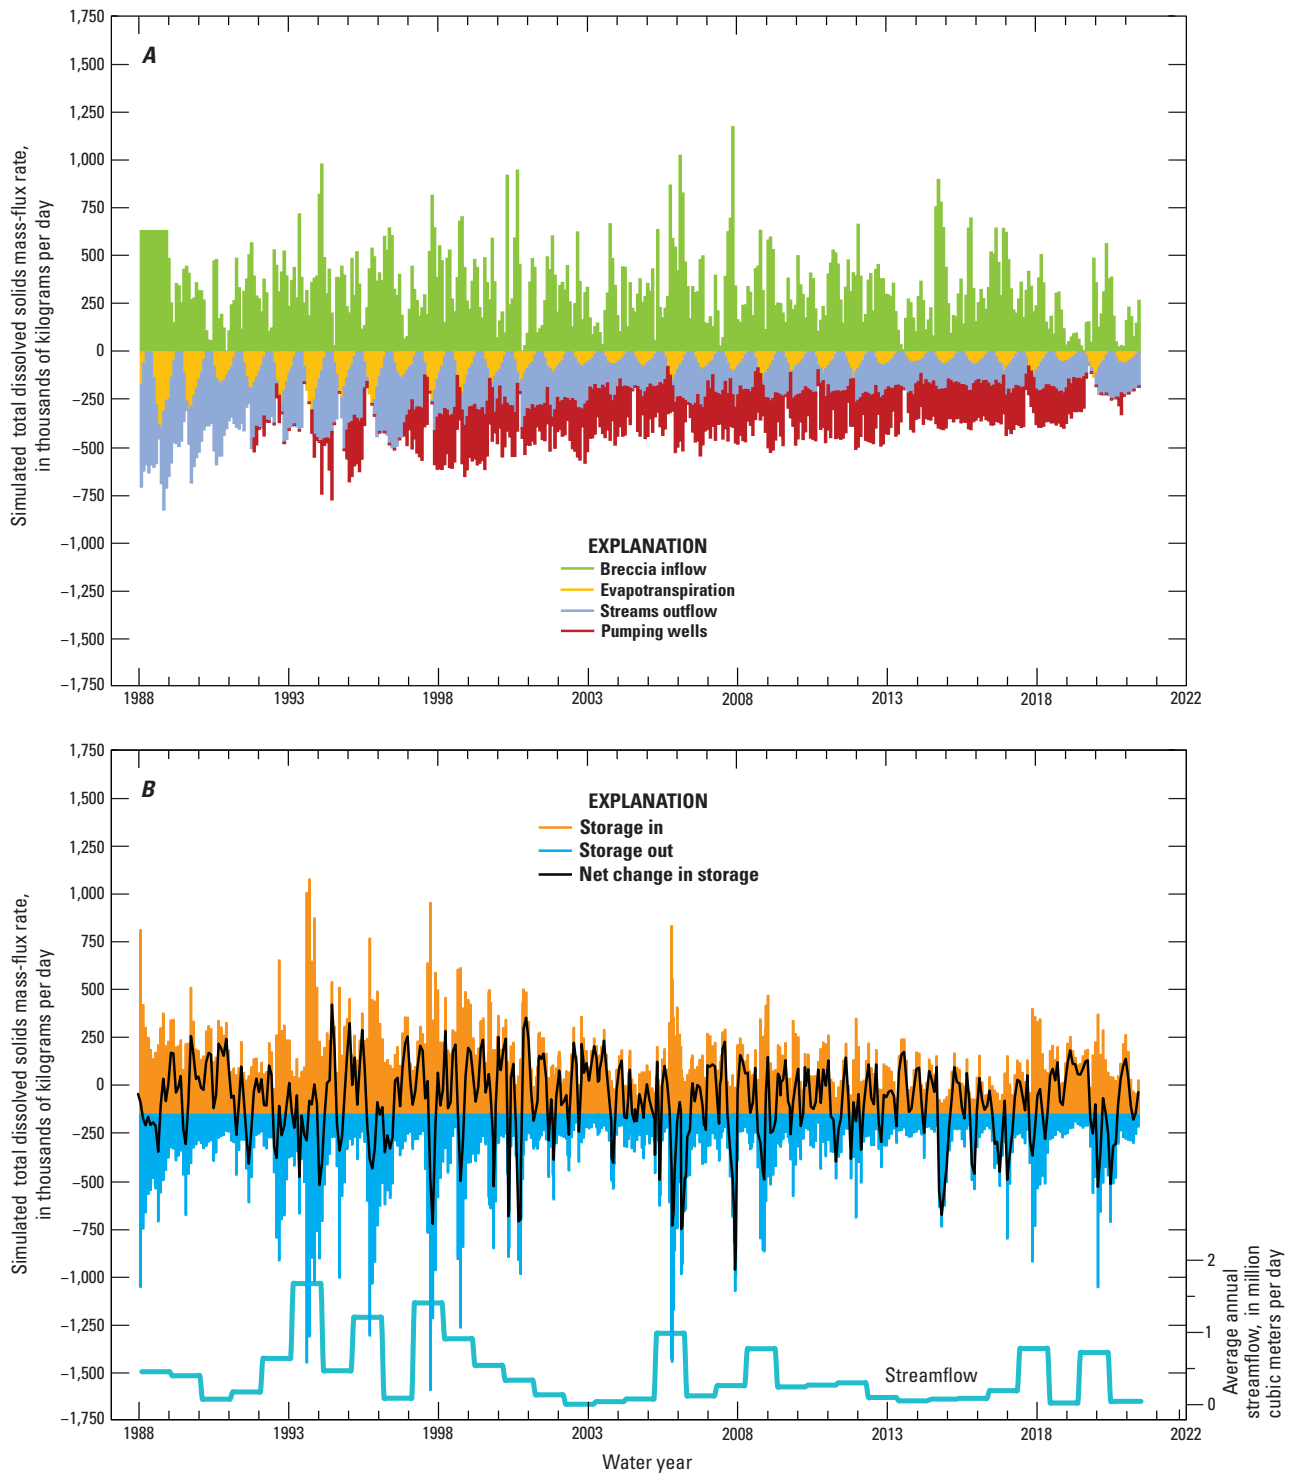 A
Simulated total dissolved solids mass-flux rate,
in thousands of kilograms per day
1,750
1,500
1,250
1,000
750
500
250
0
−250
−500
−750
−1,000
−1,250
−1,500
−1,750
EXPLANATION
Breccia inflow
Evapotranspiration
Streams outflow
Pumping wells
1988 1993 1998 2003 2008 2013 2018 2022
B
Simulated total dissolved solids mass-flux rate,
in thousands of kilograms per day
1,750
1,500
1,250
1,000
750
500
250
0
−250
−500
−750
−1,000
−1,250
−1,500
−1,750
EXPLANATION
Storage in
Storage out
Net change in storage
Streamflow
2
1
0
Average annual
streamflow, in million
cubic meters per day
1988 1993 1998 2003 2008 2013 2018 2022
Water year